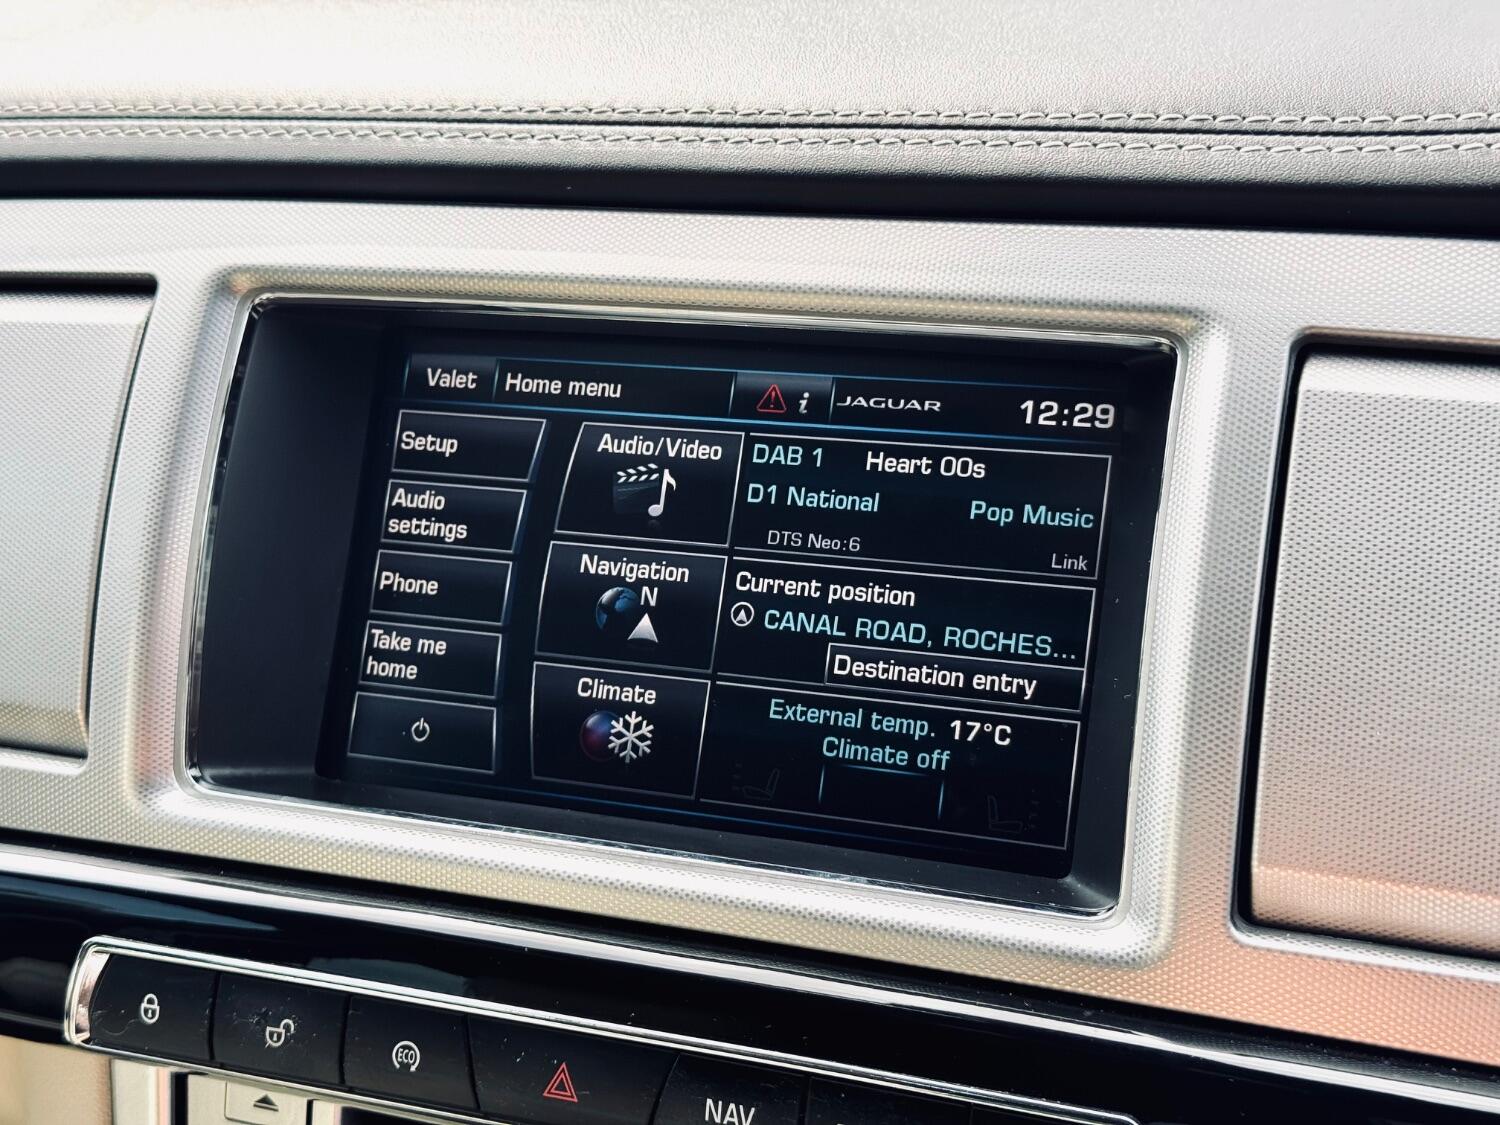 Valet
Home menu
i
JAGUAR
12:29
Setup
Audio
settings
Phone
Take me
home
Audio/Video
Navigation
N
Climate
DAB 1
Heart 00s
D1 National
Pop Music
DTS Neo:6
Link
Current position
CANAL ROAD, ROCHES...
Destination entry
External temp. 17°C
Climate off
ECO
NAV